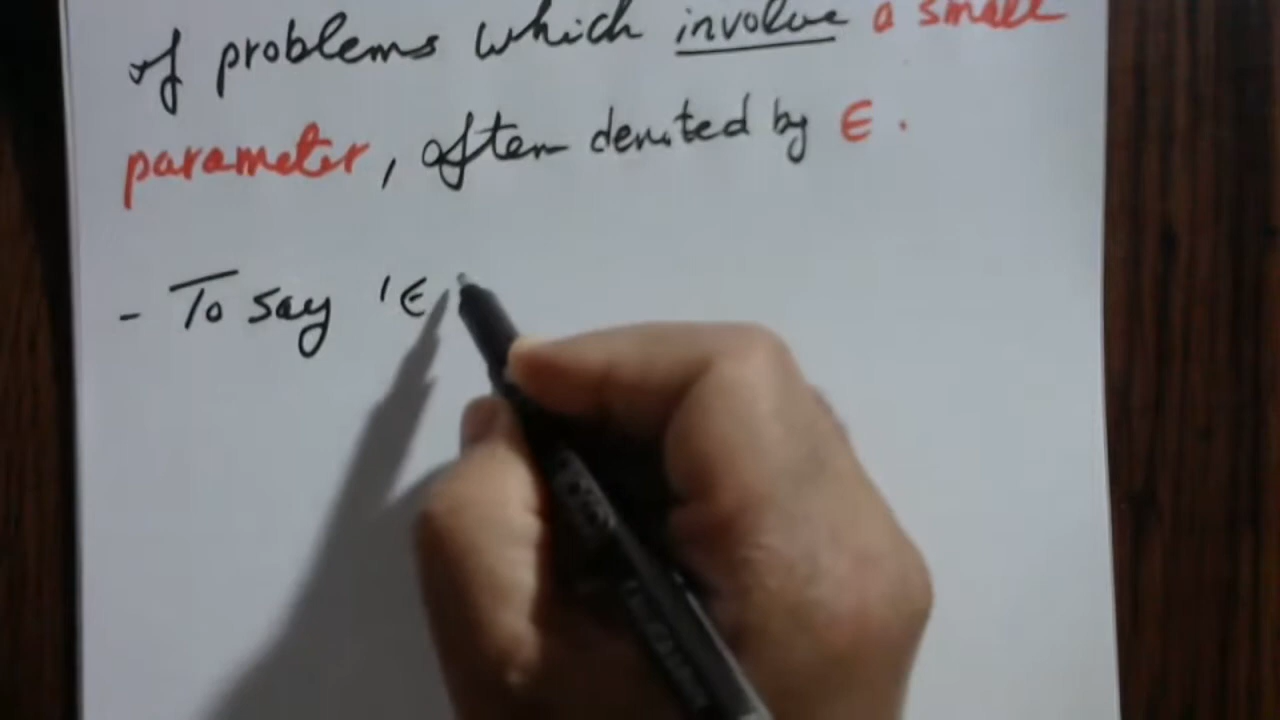 of problems which involve a small
parameter, often denoted by ϵ.
- To say 'ϵ